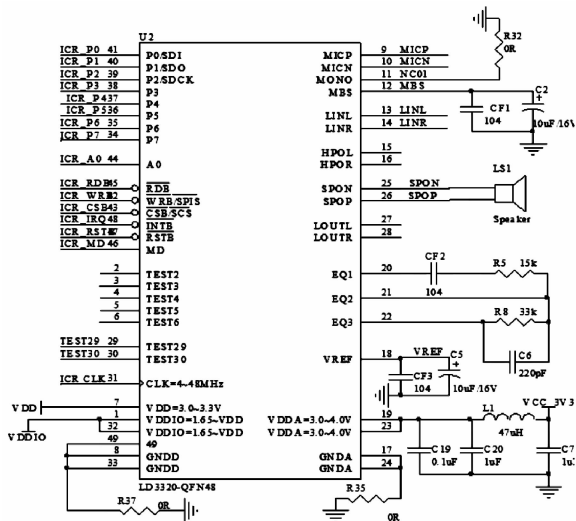 U2
ICR_P0 41 P0/SDI
ICR_P1 40 P1/SDO
ICR_P2 39 P2/SDCK
ICR_P3 38 P3
ICR_P437 P4
ICR_P536 P5
ICR_P6 35 P6
ICR_P7 34 P7
ICR_A0 44 A0
ICR_RDB45 RDB
ICR_WRB42 WRB/SPIS
ICR_CSB43 CSB/SCS
ICR_IRQ48 INTB
ICR_RST47 RSTB
ICR_MD 46 MD
2 TEST2
3 TEST3
4 TEST4
5 TEST5
6 TEST6
TEST29 29 TEST29
TEST30 30 TEST30
ICR_CLK 31 CLK=4~48MHz
VDD 7 VDD=3.0~3.3V
1 VDDIO=1.65~VDD
VDDIO 32 VDDIO=1.65~VDD
49 49
8 GNDD
33 GNDD
LD3320-QFN48
R37
0R
MICP 9 MICP
MICN 10 MICN
MONO 11 NC01
MBS 12 MBS
LINL 13 LINL
LINR 14 LINR
HPOL 15
HPOR 16
SPON 25 SPON
SPOP 26 SPOP
LOUTL 27
LOUTR 28
EQ1 20
EQ2 21
EQ3 22
VREF 18 VREF
VDDA=3.0~4.0V 19
VDDA=3.0~4.0V 23
GNDA 17
GNDA 24
R32
0R
CF1
104
C2
+
10uF/16V
LS1
Speaker
CF2
104
R5 15k
R8 33k
C6
220pF
CF3
104
C5
+
10uF/16V
VCC_3V3
L1
47uH
C19
0.1uF
C20
1uF
R35
0R